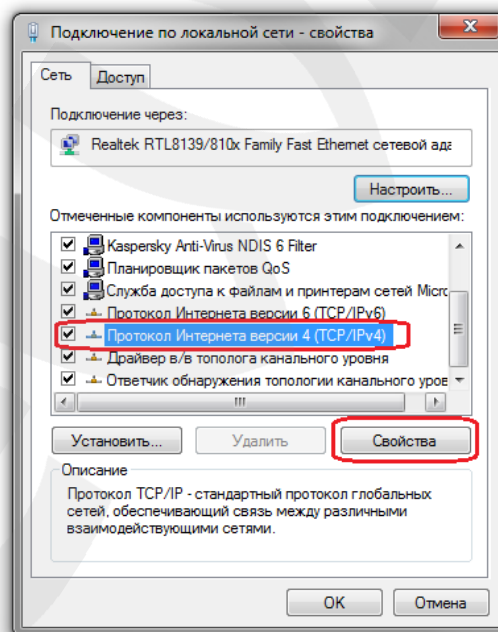 Подключение по локальной сети - свойства
Сеть
Доступ
Подключение через:
Realtek RTL8139/810x Family Fast Ethernet сетевой ада
Настроить...
Отмеченные компоненты используются этим подключением:
Kaspersky Anti-Virus NDIS 6 Filter
Планировщик пакетов QoS
Служба доступа к файлам и принтерам сетей Micro
Протокол Интернета версии 6 (TCP/IPv6)
Протокол Интернета версии 4 (TCP/IPv4)
Драйвер в/в тополога канального уровня
Ответчик обнаружения топологии канального уров
Установить...
Удалить
Свойства
Описание
Протокол TCP/IP - стандартный протокол глобальных
сетей, обеспечивающий связь между различными
взаимодействующими сетями.
OK
Отмена